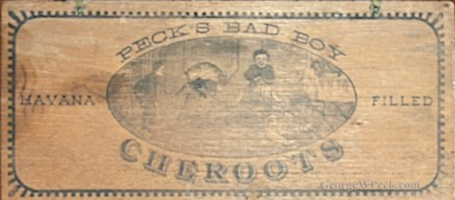 PECK'S BAD BOY
HAVANA FILLED
CHEROOTS
GeorgeWPeck.com